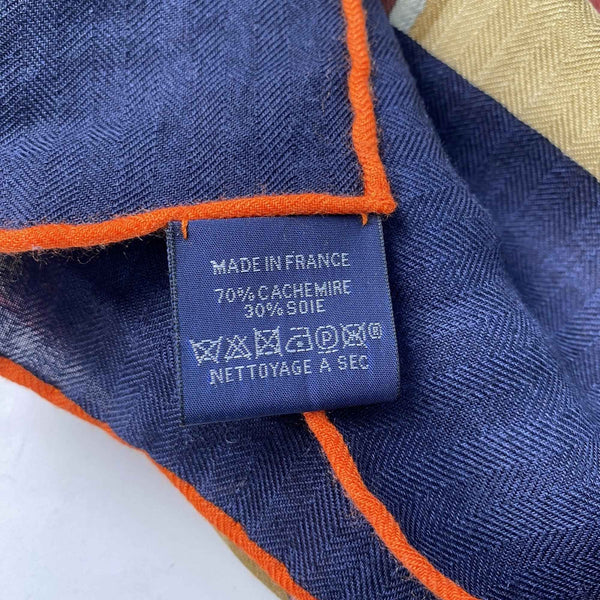 MADE IN FRANCE
70% CACHEMIRE
30% SOIE
P ®
NETTOYAGE A SEC